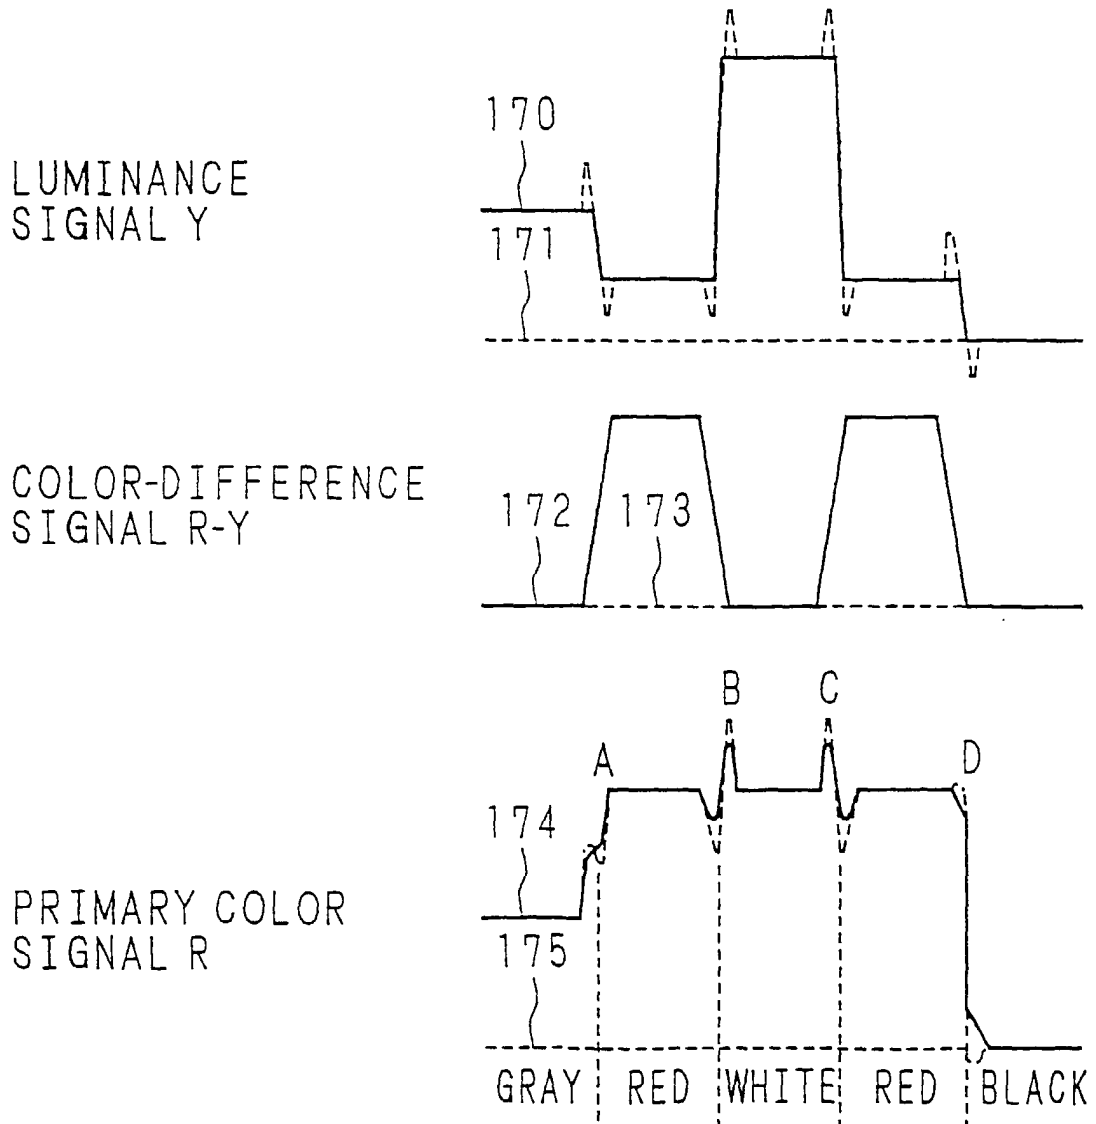 170
LUMINANCE
SIGNAL Y
171
COLOR-DIFFERENCE
SIGNAL R-Y
172 173
B C
A D
174
PRIMARY COLOR
SIGNAL R
175
GRAY RED WHITE RED BLACK